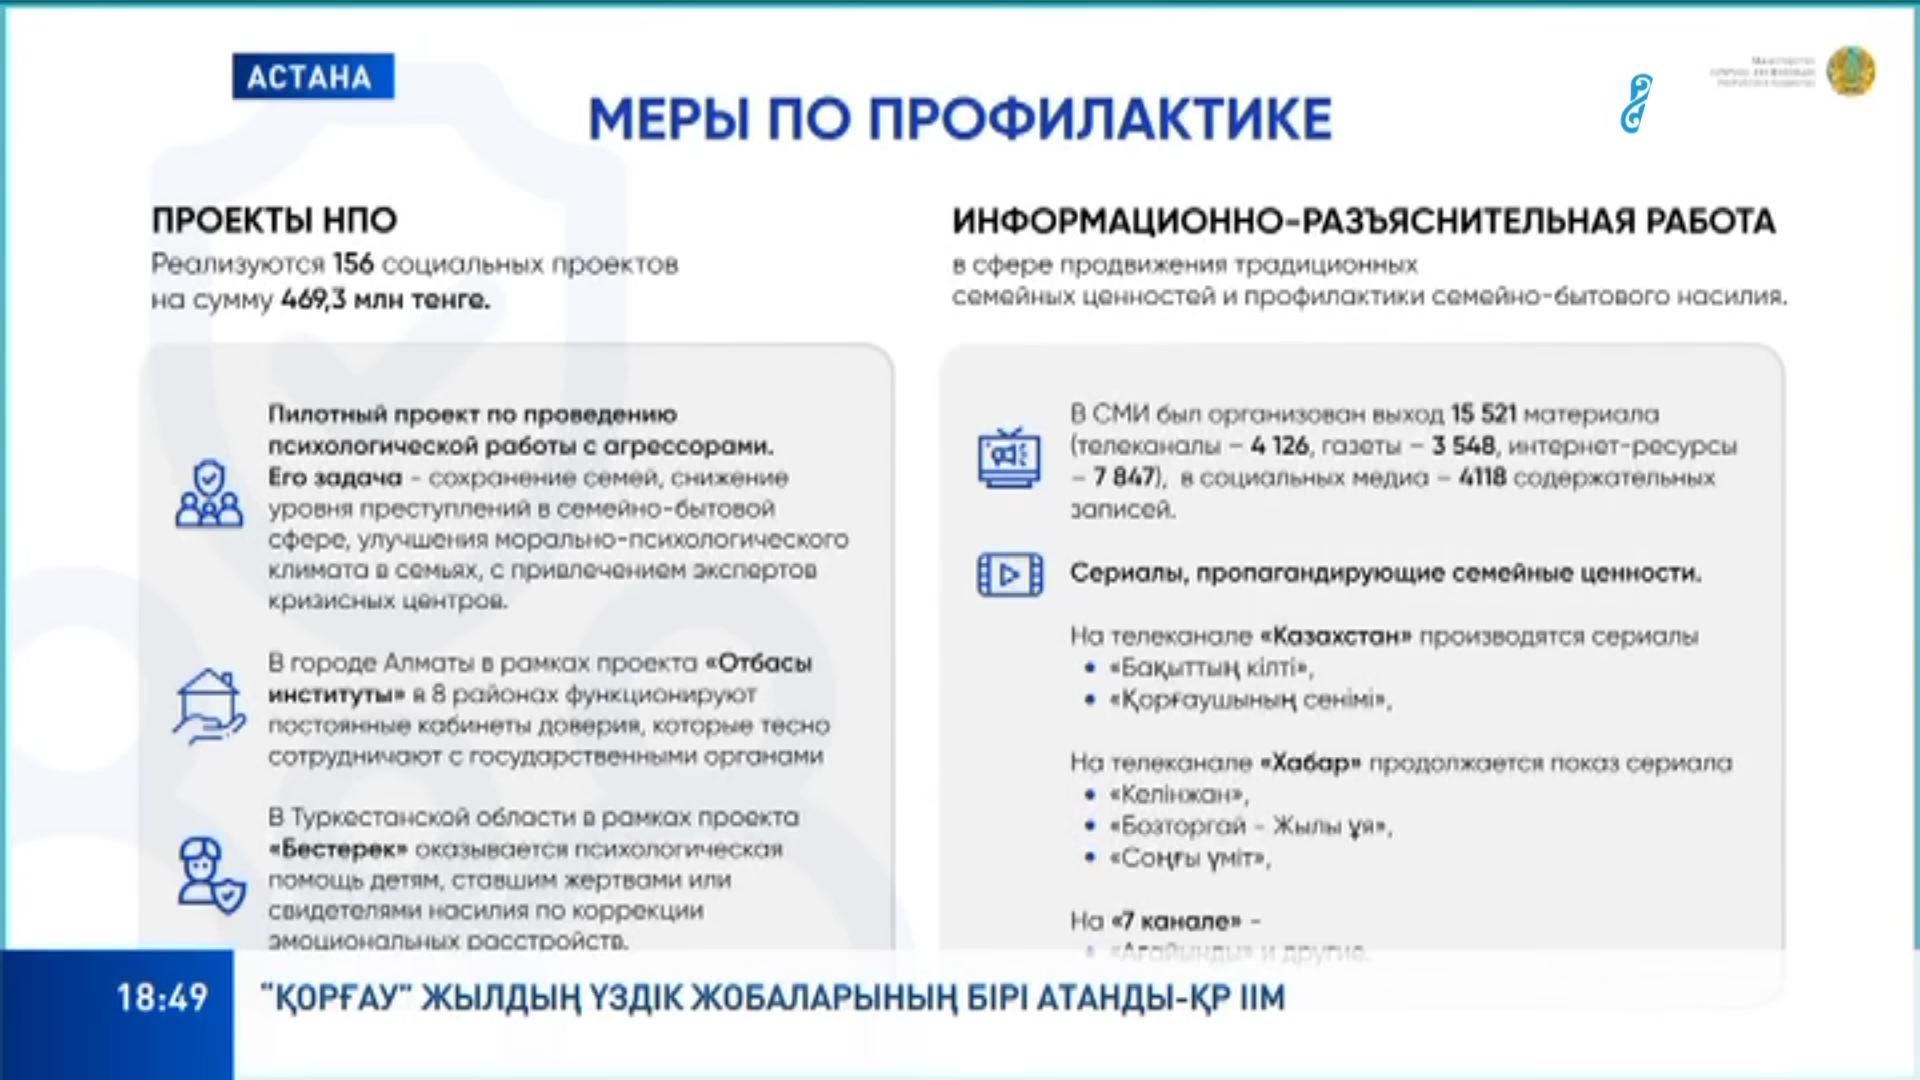 АСТАНА
МЕРЫ ПО ПРОФИЛАКТИКЕ
ПРОЕКТЫ НПО
Реализуются 156 социальных проектов
на сумму 469,3 млн тенге.
Пилотный проект по проведению
психологической работы с агрессорами.
Его задача - сохранение семей, снижение
уровня преступлений в семейно-бытовой
сфере, улучшения морально-психологического
климата в семьях, с привлечением экспертов
кризисных центров.
В городе Алматы в рамках проекта «Отбасы
институты» в 8 районах функционируют
постоянные кабинеты доверия, которые тесно
сотрудничают с государственными органами
В Туркестанской области в рамках проекта
«Бестерек» оказывается психологическая
помощь детям, ставшим жертвами или
свидетелями насилия по коррекции
эмоциональных расстройств.
ИНФОРМАЦИОННО-РАЗЪЯСНИТЕЛЬНАЯ РАБОТА
в сфере продвижения традиционных
семейных ценностей и профилактики семейно-бытового насилия.
В СМИ был организован выход 15 521 материала
(телеканалы – 4 126, газеты – 3 548, интернет-ресурсы
– 7 847), в социальных медиа – 4118 содержательных
записей.
Сериалы, пропагандирующие семейные ценности.
На телеканале «Казахстан» производятся сериалы
• «Бақыттың кілті»,
• «Қорғаушының сенімі»,
На телеканале «Хабар» продолжается показ сериала
• «Келінжан»,
• «Бозторгай - Жылы ұя»,
• «Соңғы үміт»,
На «7 канале» -
• «Агайынды» и другие.
18:49
“ҚОРҒАУ” ЖЫЛДЫҢ ҮЗДІК ЖОБАЛАРЫНЫҢ БІРІ АТАНДЫ-ҚР ІІМ